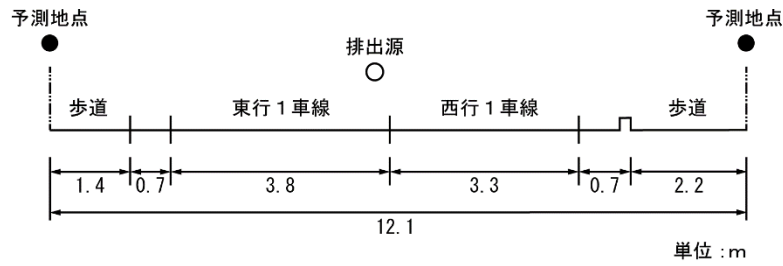 予測地点 予測地点
排出源
歩道 東行1車線 西行1車線 歩道
1.4 0.7 3.8 3.3 0.7 2.2
12.1
単位:m